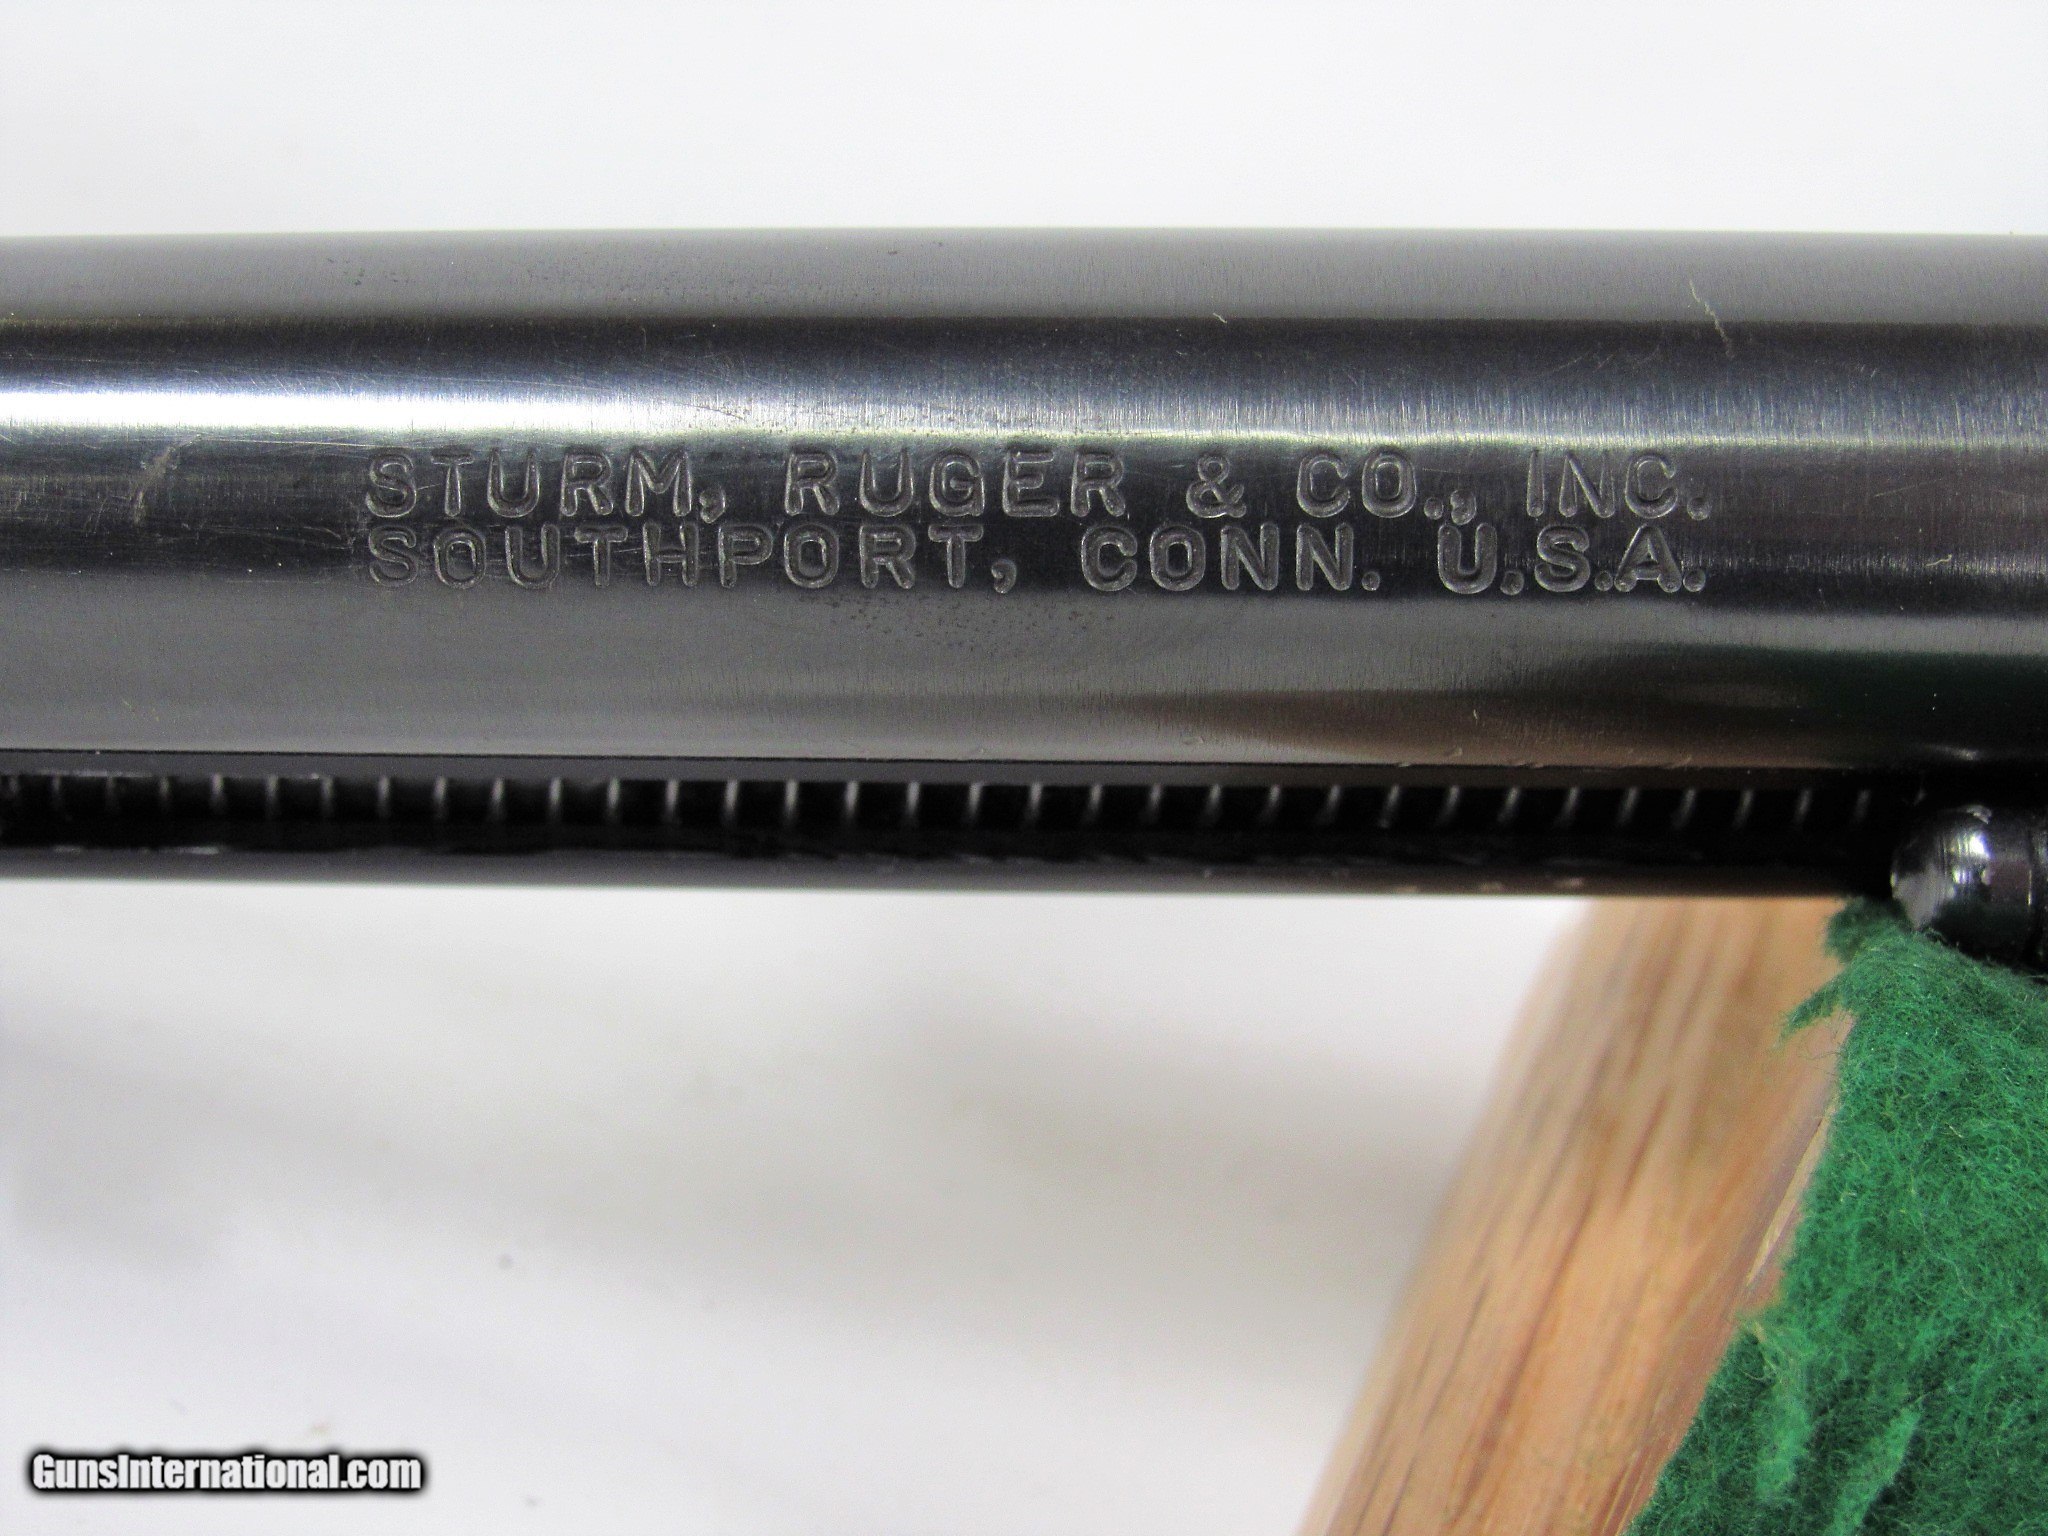 STURM, RUGER & CO., INC.
SOUTHPORT, CONN. U.S.A.
GunsInternational.com